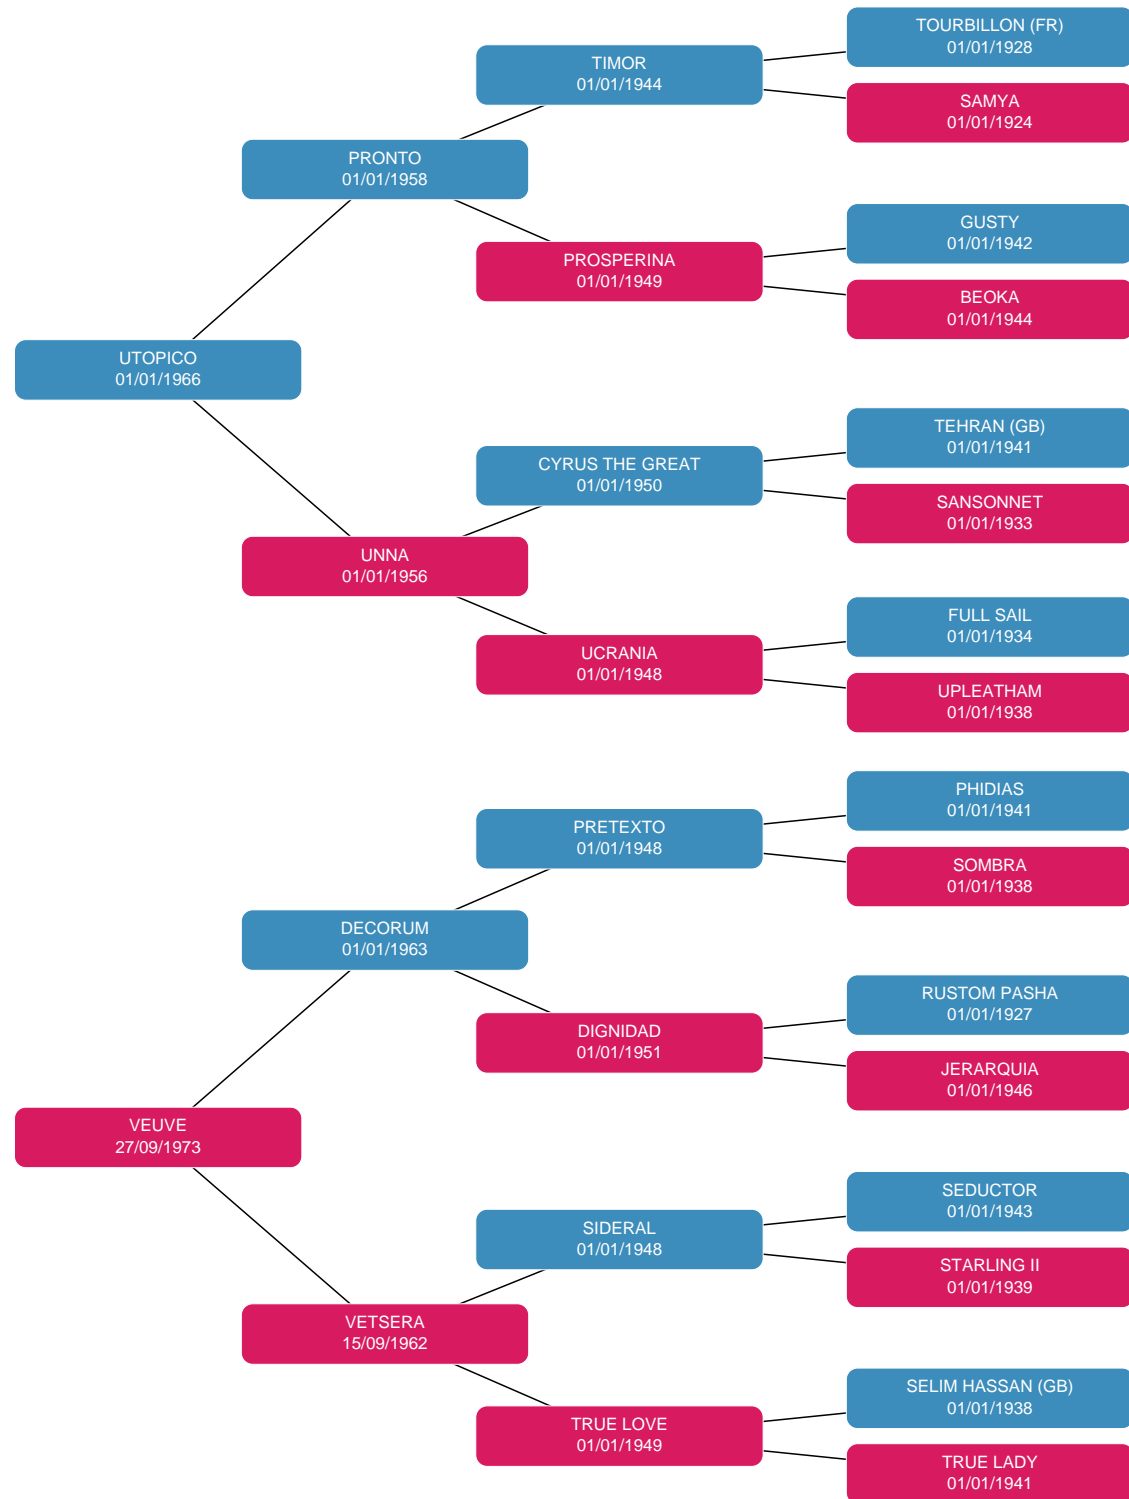 TOURBILLON (FR)
01/01/1928
TIMOR
01/01/1944
SAMYA
01/01/1924
PRONTO
01/01/1958
GUSTY
01/01/1942
PROSPERINA
01/01/1949
BEOKA
01/01/1944
UTOPICO
01/01/1966
TEHRAN (GB)
01/01/1941
CYRUS THE GREAT
01/01/1950
SANSONNET
01/01/1933
UNNA
01/01/1956
FULL SAIL
01/01/1934
UCRANIA
01/01/1948
UPLEATHAM
01/01/1938
PHIDIAS
01/01/1941
PRETEXTO
01/01/1948
SOMBRA
01/01/1938
DECORUM
01/01/1963
RUSTOM PASHA
01/01/1927
DIGNIDAD
01/01/1951
JERARQUIA
01/01/1946
VEUVE
27/09/1973
SEDUCTOR
01/01/1943
SIDERAL
01/01/1948
STARLING II
01/01/1939
VETSERA
15/09/1962
SELIM HASSAN (GB)
01/01/1938
TRUE LOVE
01/01/1949
TRUE LADY
01/01/1941